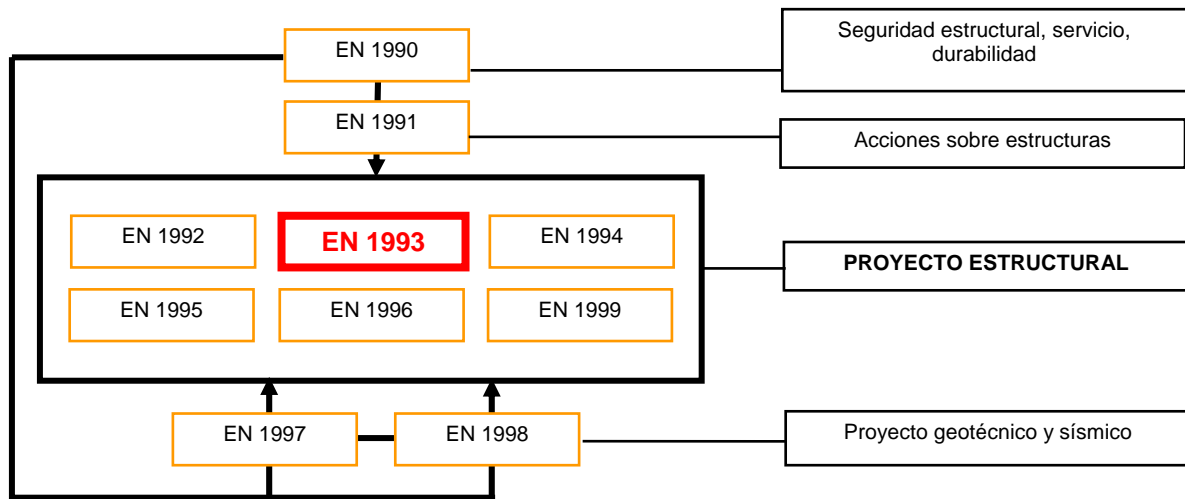 EN 1990
Seguridad estructural, servicio,
durabilidad
EN 1991
Acciones sobre estructuras
EN 1992
EN 1993
EN 1994
PROYECTO ESTRUCTURAL
EN 1995
EN 1996
EN 1999
EN 1997
EN 1998
Proyecto geotécnico y sísmico